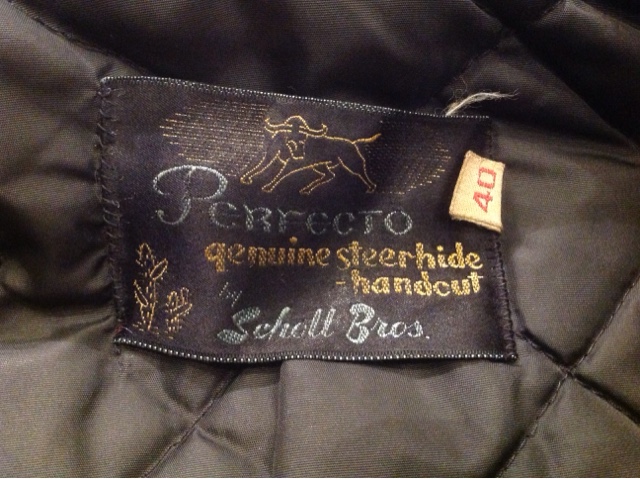 Perfecto
40
genuine steerhide
-handcut
by
Schott Bros.